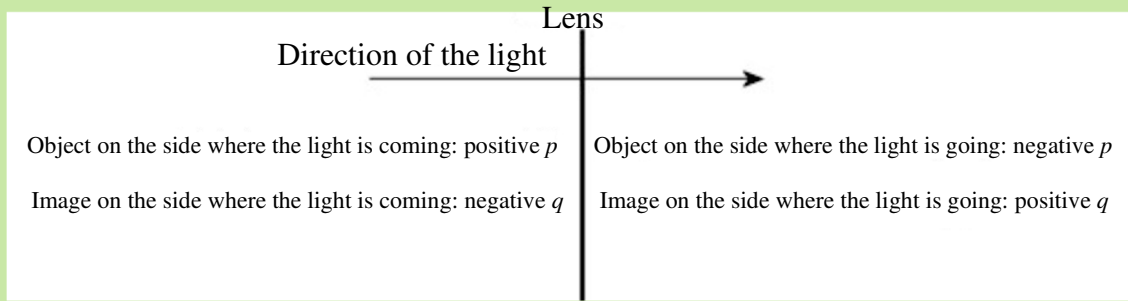 Lens
Direction of the light
Object on the side where the light is coming: positive p
Object on the side where the light is going: negative p
Image on the side where the light is coming: negative q
Image on the side where the light is going: positive q